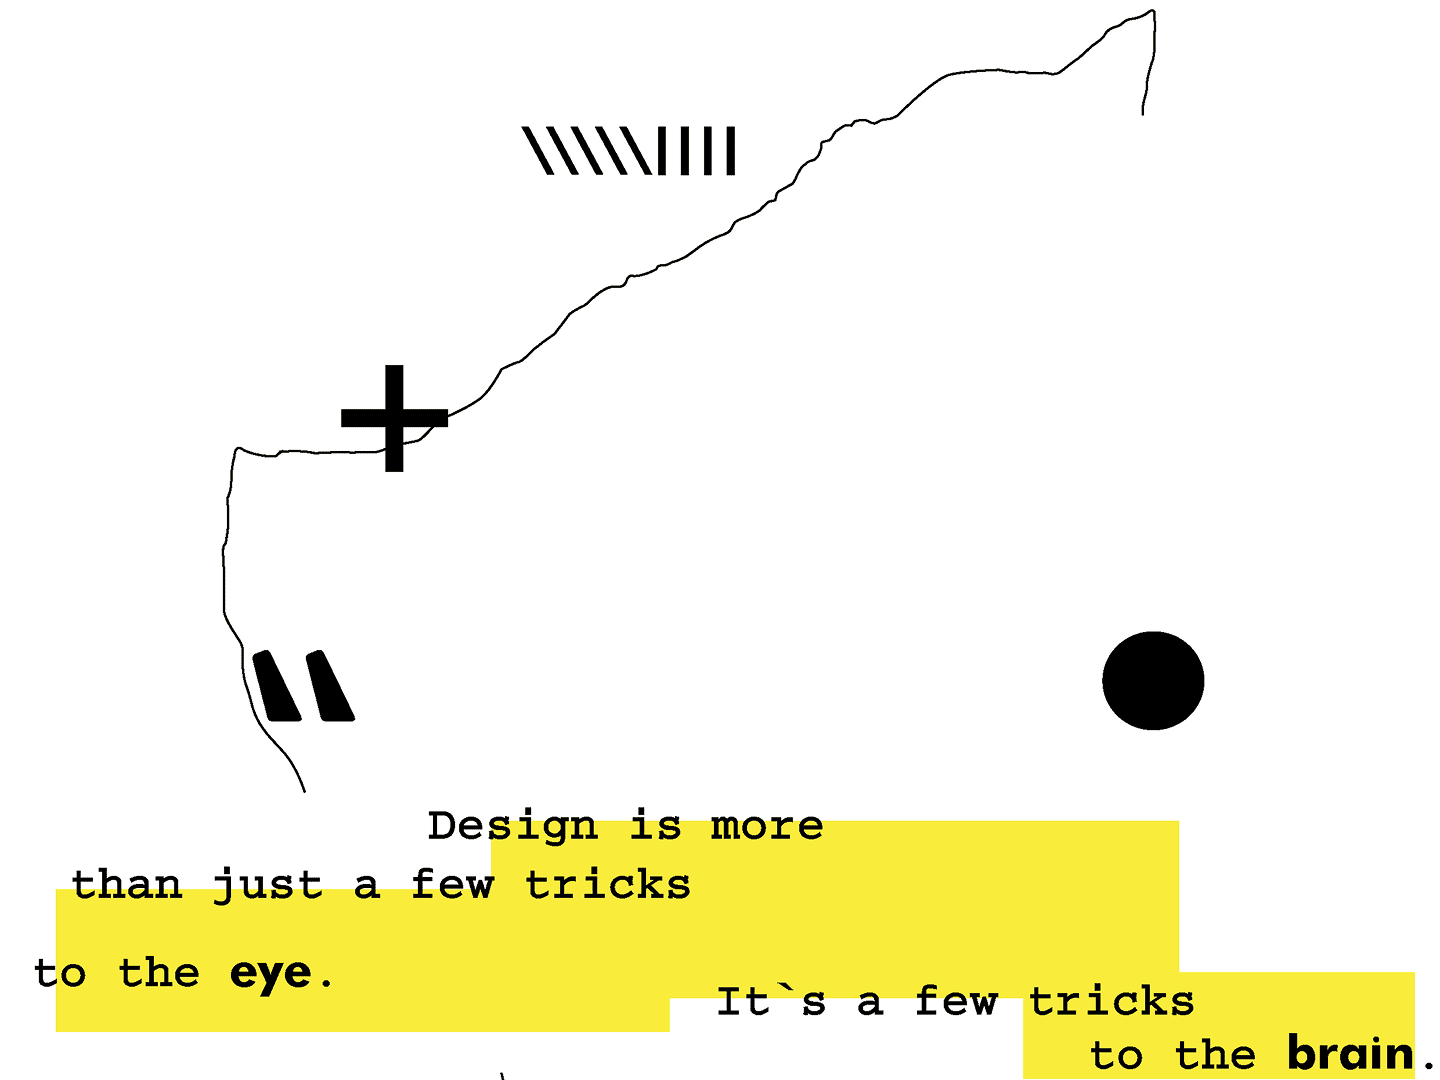 Design is more
than just a few tricks
to the eye.
It`s a few tricks
to the brain.